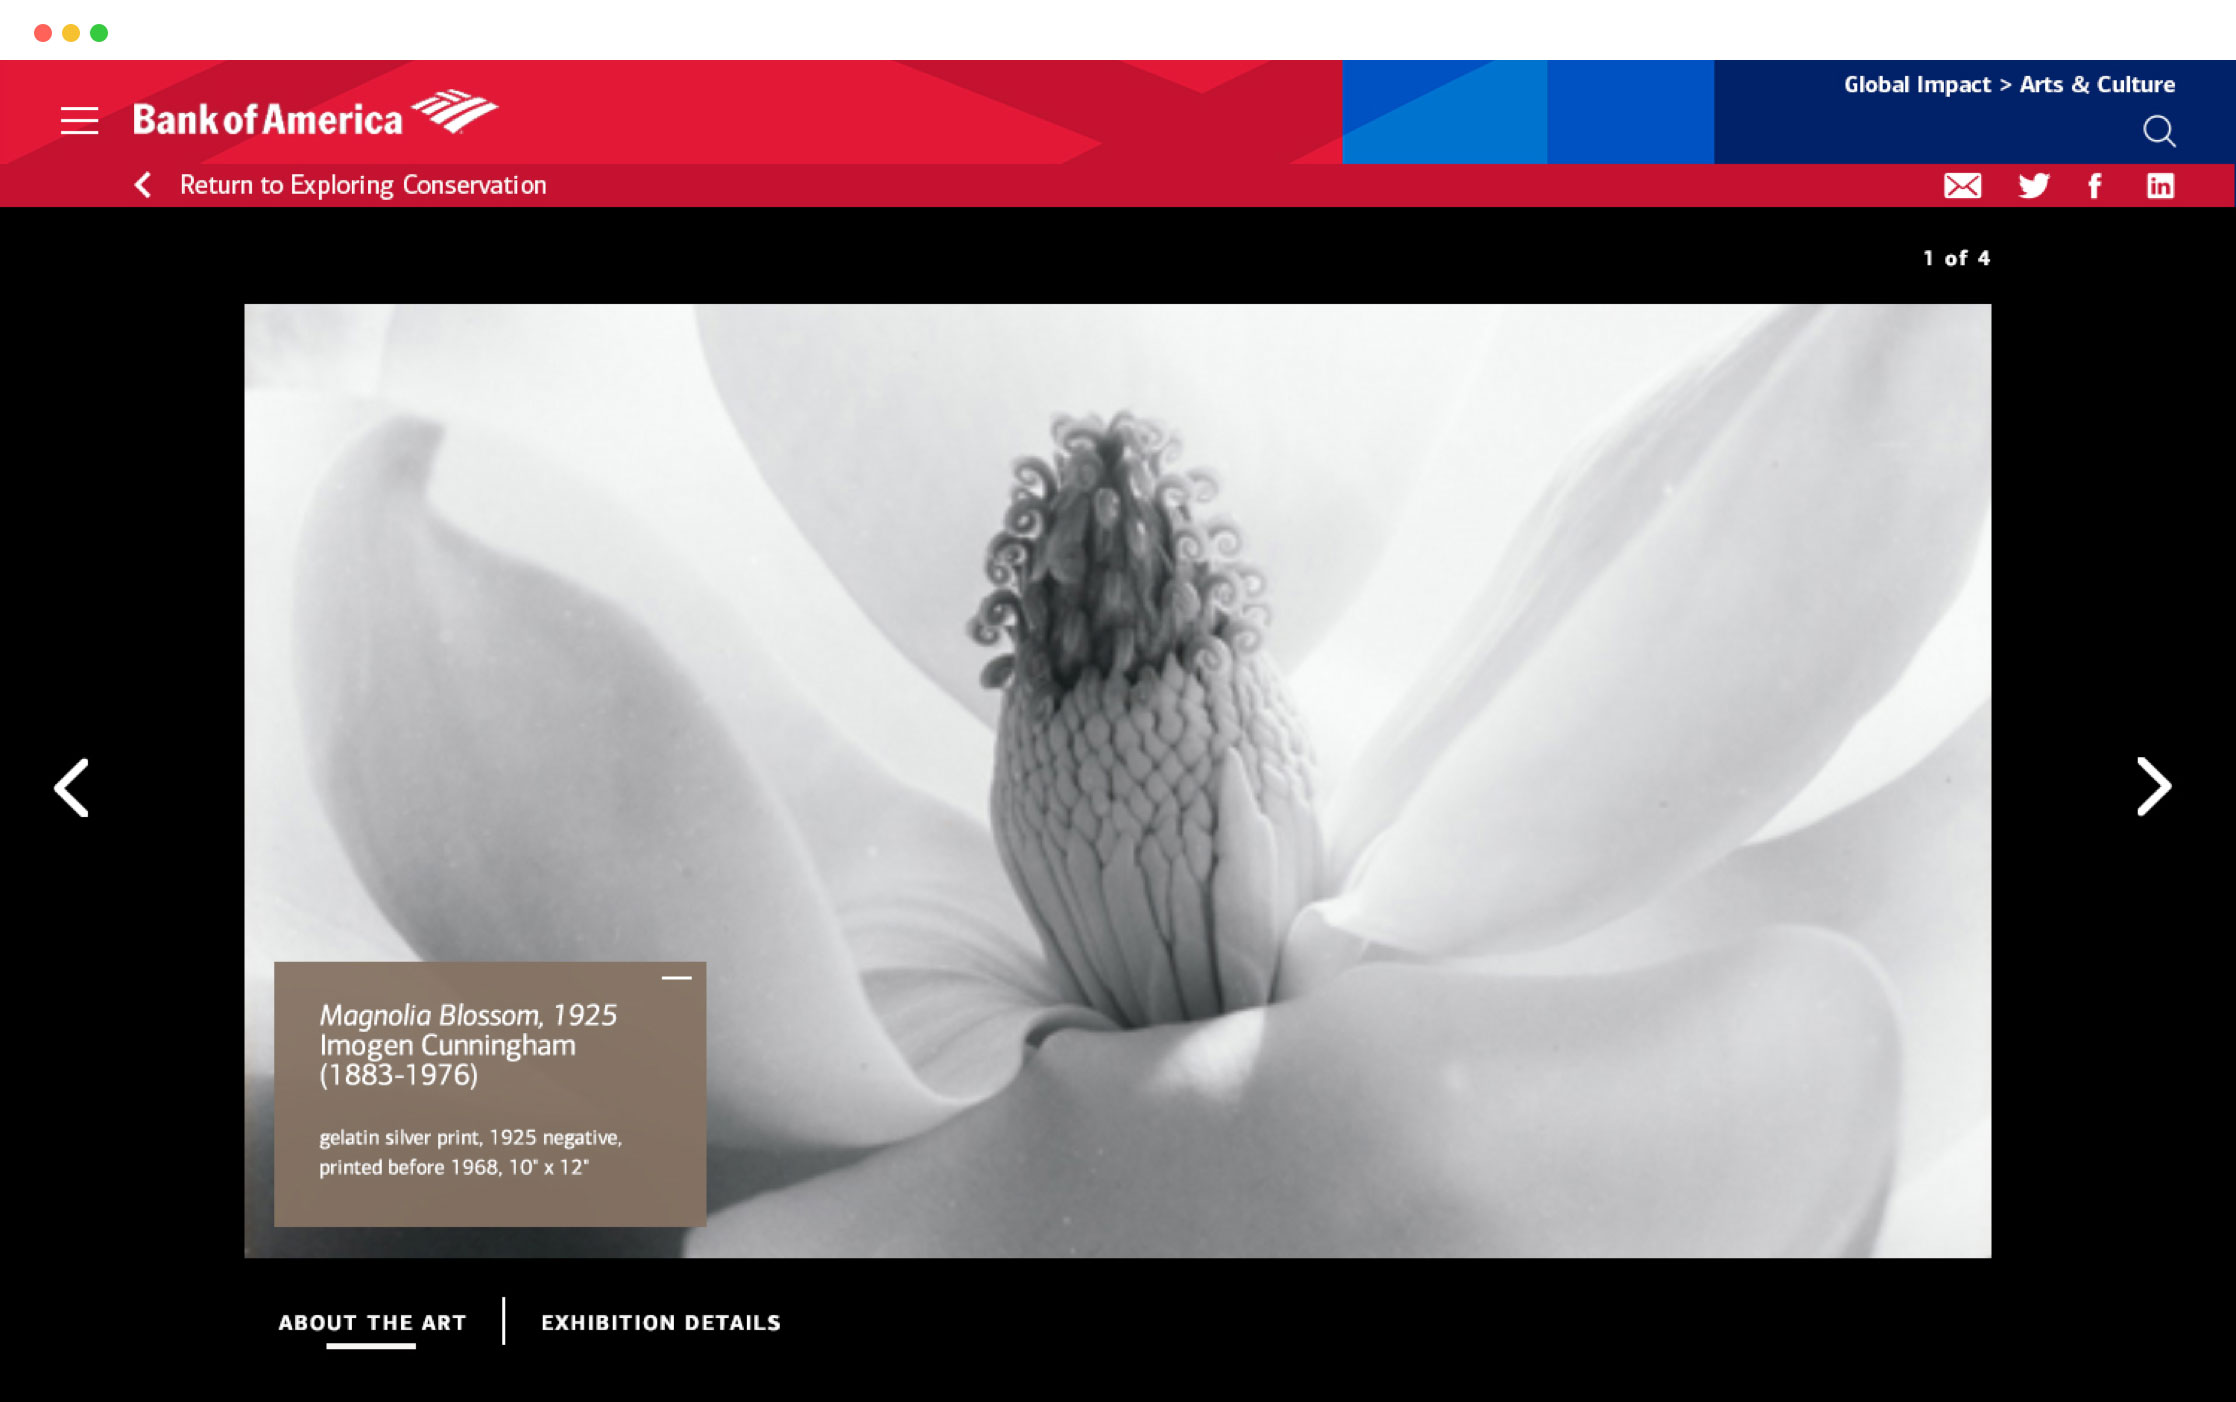 Bank of America
Global Impact > Arts & Culture
Return to Exploring Conservation
1 of 4
Magnolia Blossom, 1925
Imogen Cunningham
(1883-1976)
gelatin silver print, 1925 negative,
printed before 1968, 10" x 12"
ABOUT THE ART
EXHIBITION DETAILS